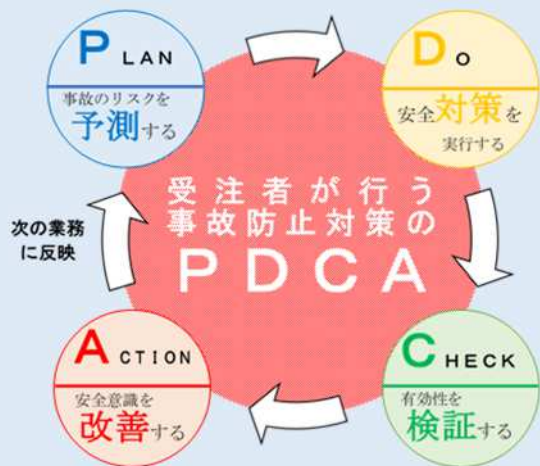 PLAN
事故のリスクを
予測する
Do
安全対策を
実行する
受注者が行う
事故防止対策の
PDCA
次の業務
に反映
ACTION
安全意識を
改善する
CHECK
有効性を
検証する